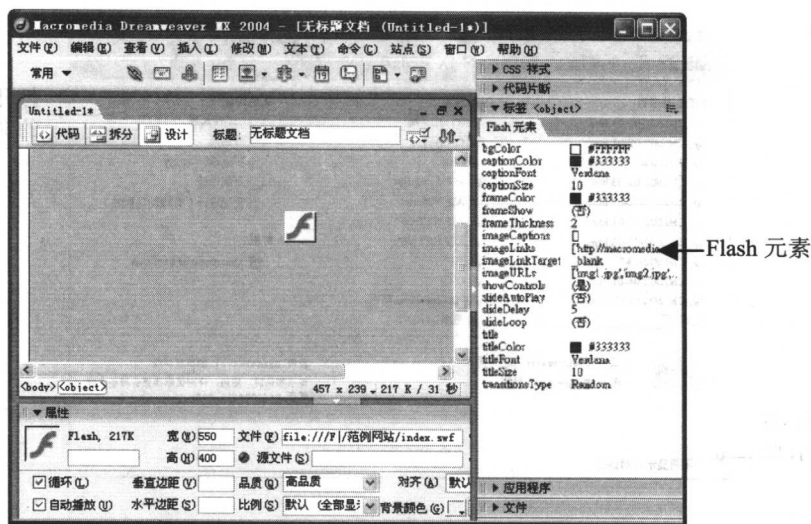 Macromedia Dreamweaver MX 2004 - [无标题文档 (Untitled-1*)]
文件(F) 编辑(E) 查看(V) 插入(I) 修改(M) 文本(T) 命令(C) 站点(S) 窗口(W) 帮助(H)
常用
CSS 样式
代码片断
标签 <object>
Flash 元素
Untitled-1*
代码 拆分 设计 标题: 无标题文档
bgColor #FFFFFF
captionColor #333333
captionFont Verdana
captionSize 10
frameColor #333333
frameShow (否)
frameThickness 2
imageCaptions []
imageLinks ['http://macromedia
imageLinkTarget _blank
imageURLs ['img1.jpg','img2.jpg',...
showControls (是)
slideAutoPlay (否)
slideDelay 5
slideLoop (否)
title
titleColor #333333
titleFont Verdana
titleSize 10
transitionsType Random
Flash 元素
<body> <object> 457 x 239 217 K / 31 秒
属性
Flash, 217K 宽(W) 550 文件(F) file:///F|/范例网站/index.swf
高(H) 400 源文件(S)
循环(L) 垂直边距(V) 品质(Q) 高品质 对齐(A) 默认
自动播放(U) 水平边距(S) 比例(S) 默认 (全部显 背景颜色(G)
应用程序
文件